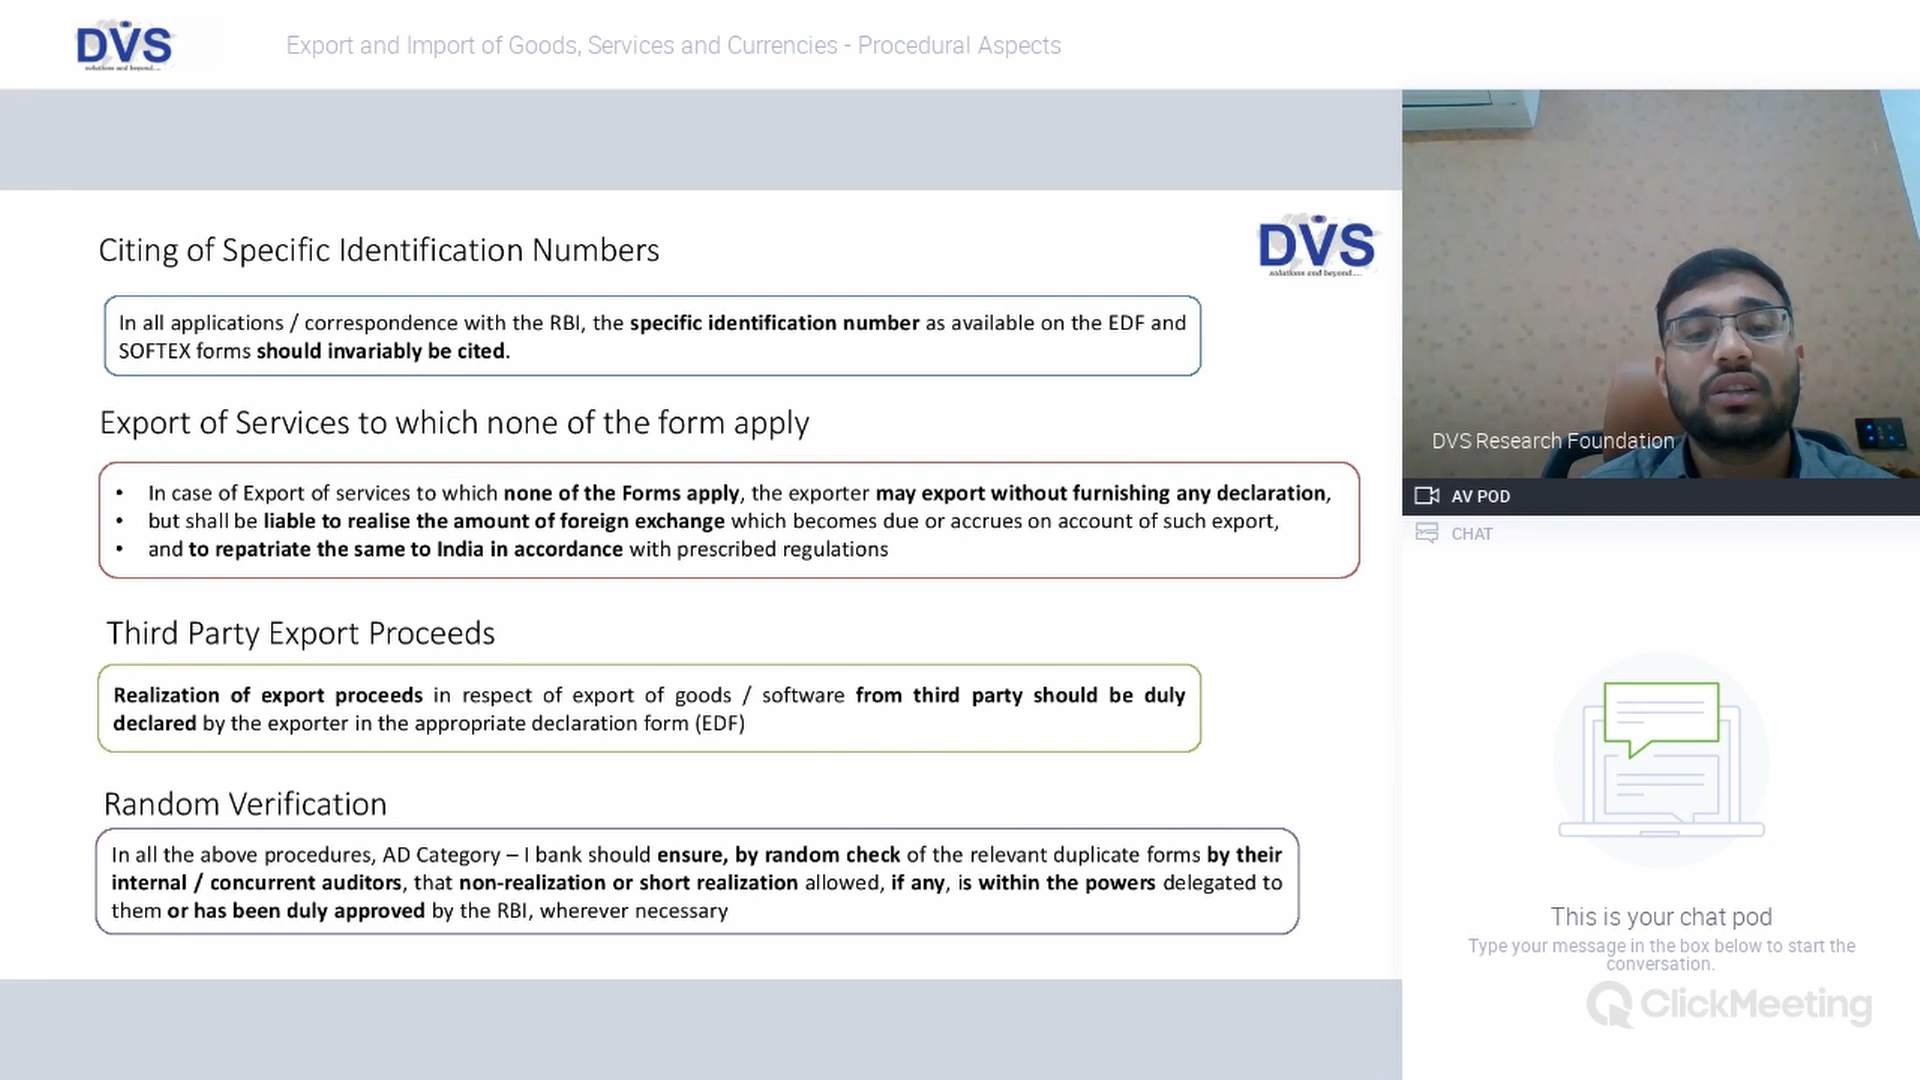 DVS
solutions and beyond....
Export and Import of Goods, Services and Currencies - Procedural Aspects
Citing of Specific Identification Numbers
DVS
solutions and beyond....
In all applications / correspondence with the RBI, the specific identification number as available on the EDF and
SOFTEX forms should invariably be cited.
Export of Services to which none of the form apply
• In case of Export of services to which none of the Forms apply, the exporter may export without furnishing any declaration,
• but shall be liable to realise the amount of foreign exchange which becomes due or accrues on account of such export,
• and to repatriate the same to India in accordance with prescribed regulations
Third Party Export Proceeds
Realization of export proceeds in respect of export of goods / software from third party should be duly
declared by the exporter in the appropriate declaration form (EDF)
Random Verification
In all the above procedures, AD Category – I bank should ensure, by random check of the relevant duplicate forms by their
internal / concurrent auditors, that non-realization or short realization allowed, if any, is within the powers delegated to
them or has been duly approved by the RBI, wherever necessary
DVS Research Foundation
AV POD
CHAT
This is your chat pod
Type your message in the box below to start the
conversation.
ClickMeeting